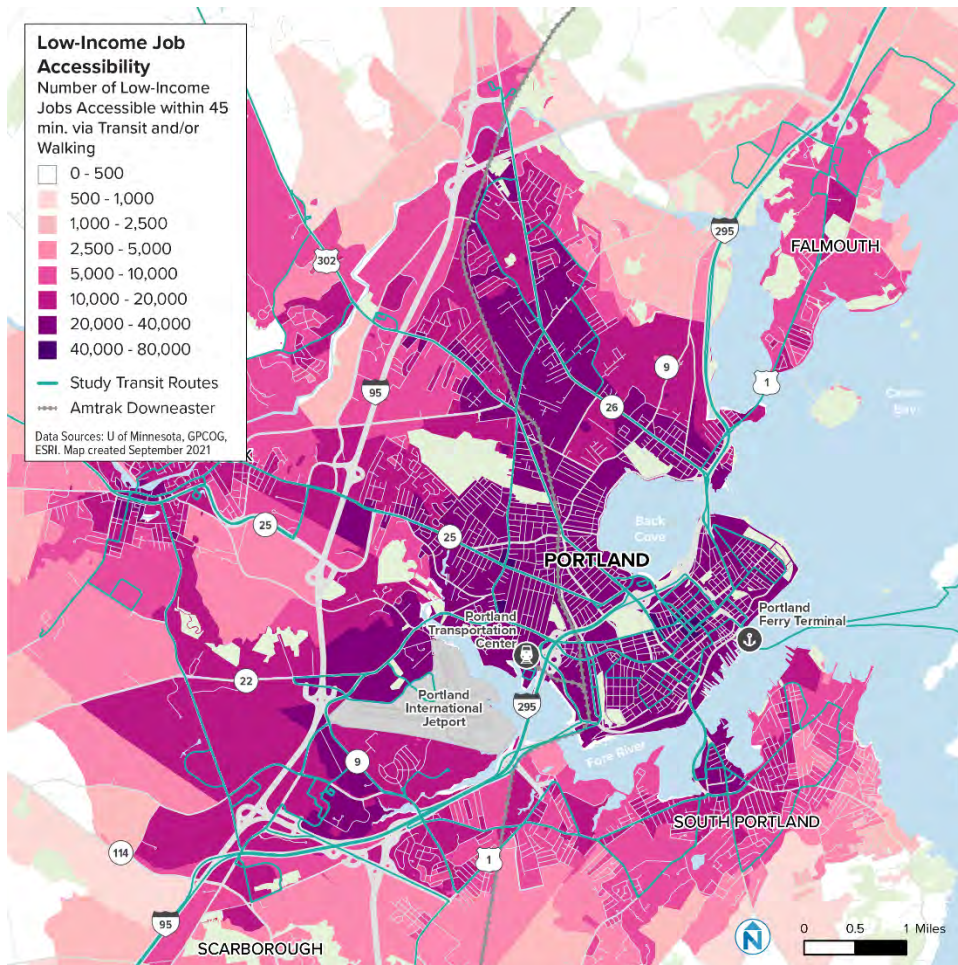 Low-Income Job
Accessibility
Number of Low-Income
Jobs Accessible within 45
min. via Transit and/or
Walking
0 - 500
500 - 1,000
1,000 - 2,500
2,500 - 5,000
5,000 - 10,000
10,000 - 20,000
20,000 - 40,000
40,000 - 80,000
Study Transit Routes
Amtrak Downeaster
Data Sources: U of Minnesota, GPCOG,
ESRI. Map created September 2021
302
295
FALMOUTH
95
9
1
26
Casco
Bay
25
25
Back
Cove
PORTLAND
Portland
Transportation
Center
Portland
Ferry Terminal
22
Portland
International
Jetport
295
Fore River
9
SOUTH PORTLAND
114
1
95
SCARBOROUGH
N
0 0.5 1 Miles